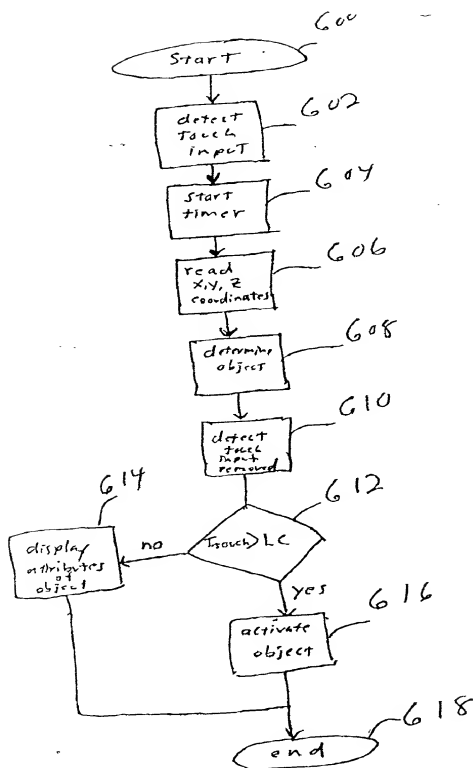 600
Start
602
detect
touch
input
604
start
timer
606
read
x,y,z
coordinates
608
determine
object
610
detect
touch
input
removed
612
Ttouch>LC
614
no
display
attributes
of
object
yes
616
activate
object
618
end